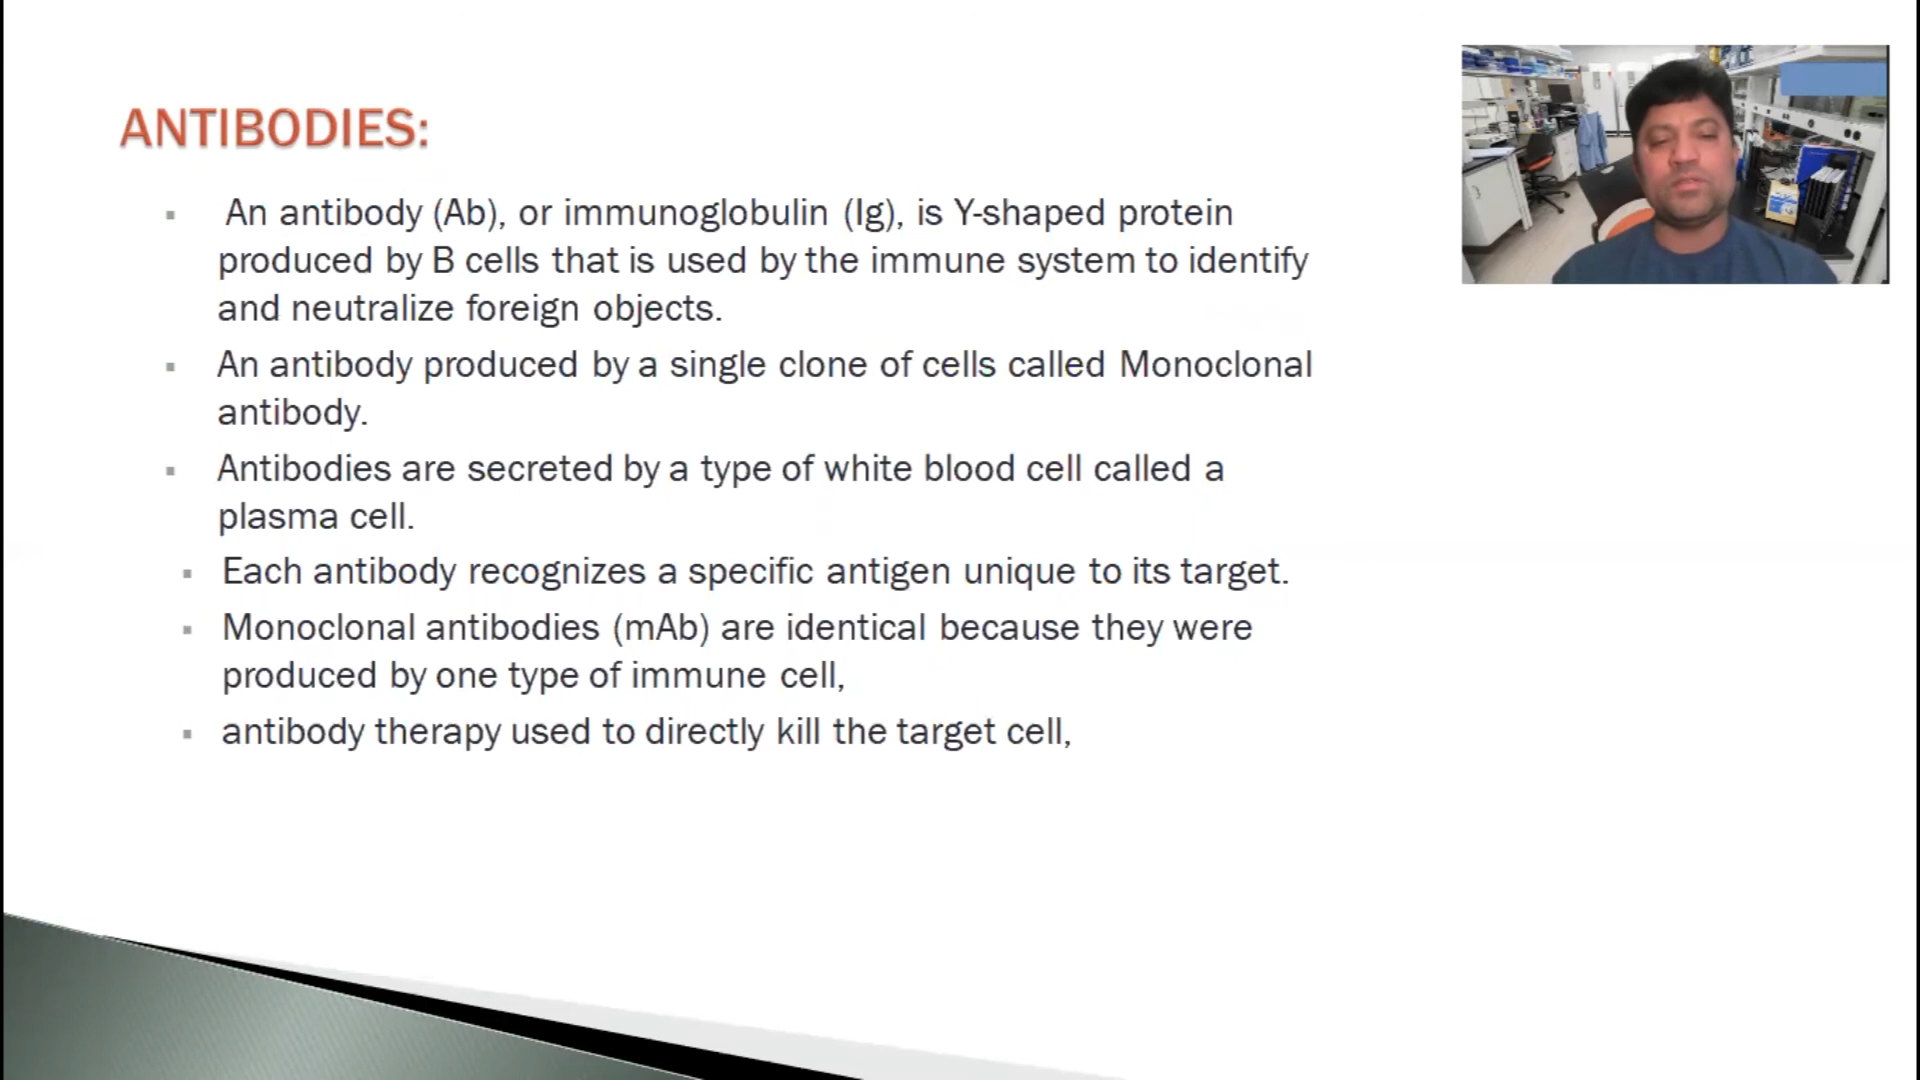 ANTIBODIES:
An antibody (Ab), or immunoglobulin (Ig), is Y-shaped protein
produced by B cells that is used by the immune system to identify
and neutralize foreign objects.
An antibody produced by a single clone of cells called Monoclonal
antibody.
Antibodies are secreted by a type of white blood cell called a
plasma cell.
Each antibody recognizes a specific antigen unique to its target.
Monoclonal antibodies (mAb) are identical because they were
produced by one type of immune cell,
antibody therapy used to directly kill the target cell,